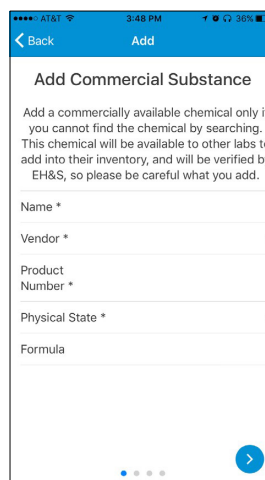 AT&T 3:48 PM 36%
Back Add
Add Commercial Substance
Add a commercially available chemical only
you cannot find the chemical by searching.
This chemical will be available to other labs
add into their inventory, and will be verified
EH&S, so please be careful what you add.
Name *
Vendor *
Product
Number *
Physical State *
Formula